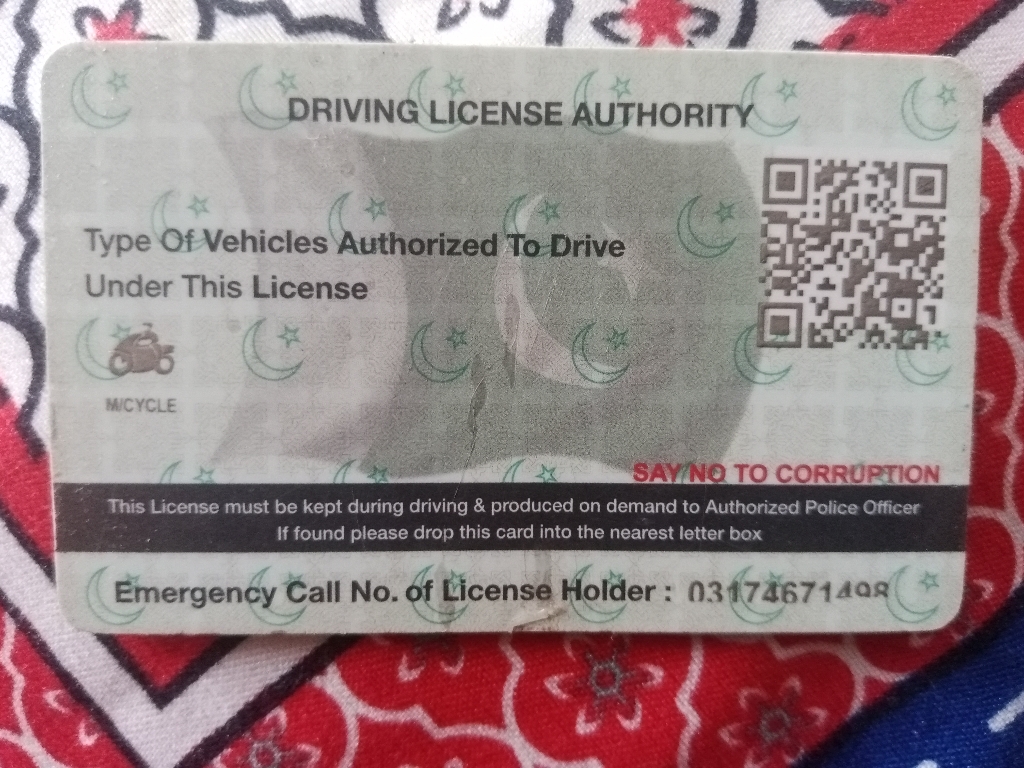 DRIVING LICENSE AUTHORITY
Type Of Vehicles Authorized To Drive
Under This License
M/CYCLE
SAY NO TO CORRUPTION
This License must be kept during driving & produced on demand to Authorized Police Officer
If found please drop this card into the nearest letter box
Emergency Call No. of License Holder : 03174671498